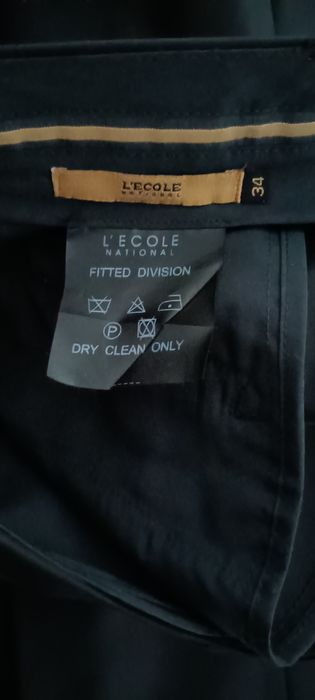 L'ECOLE
NATIONAL
34
L'ECOLE
NATIONAL
FITTED DIVISION
P
DRY CLEAN ONLY